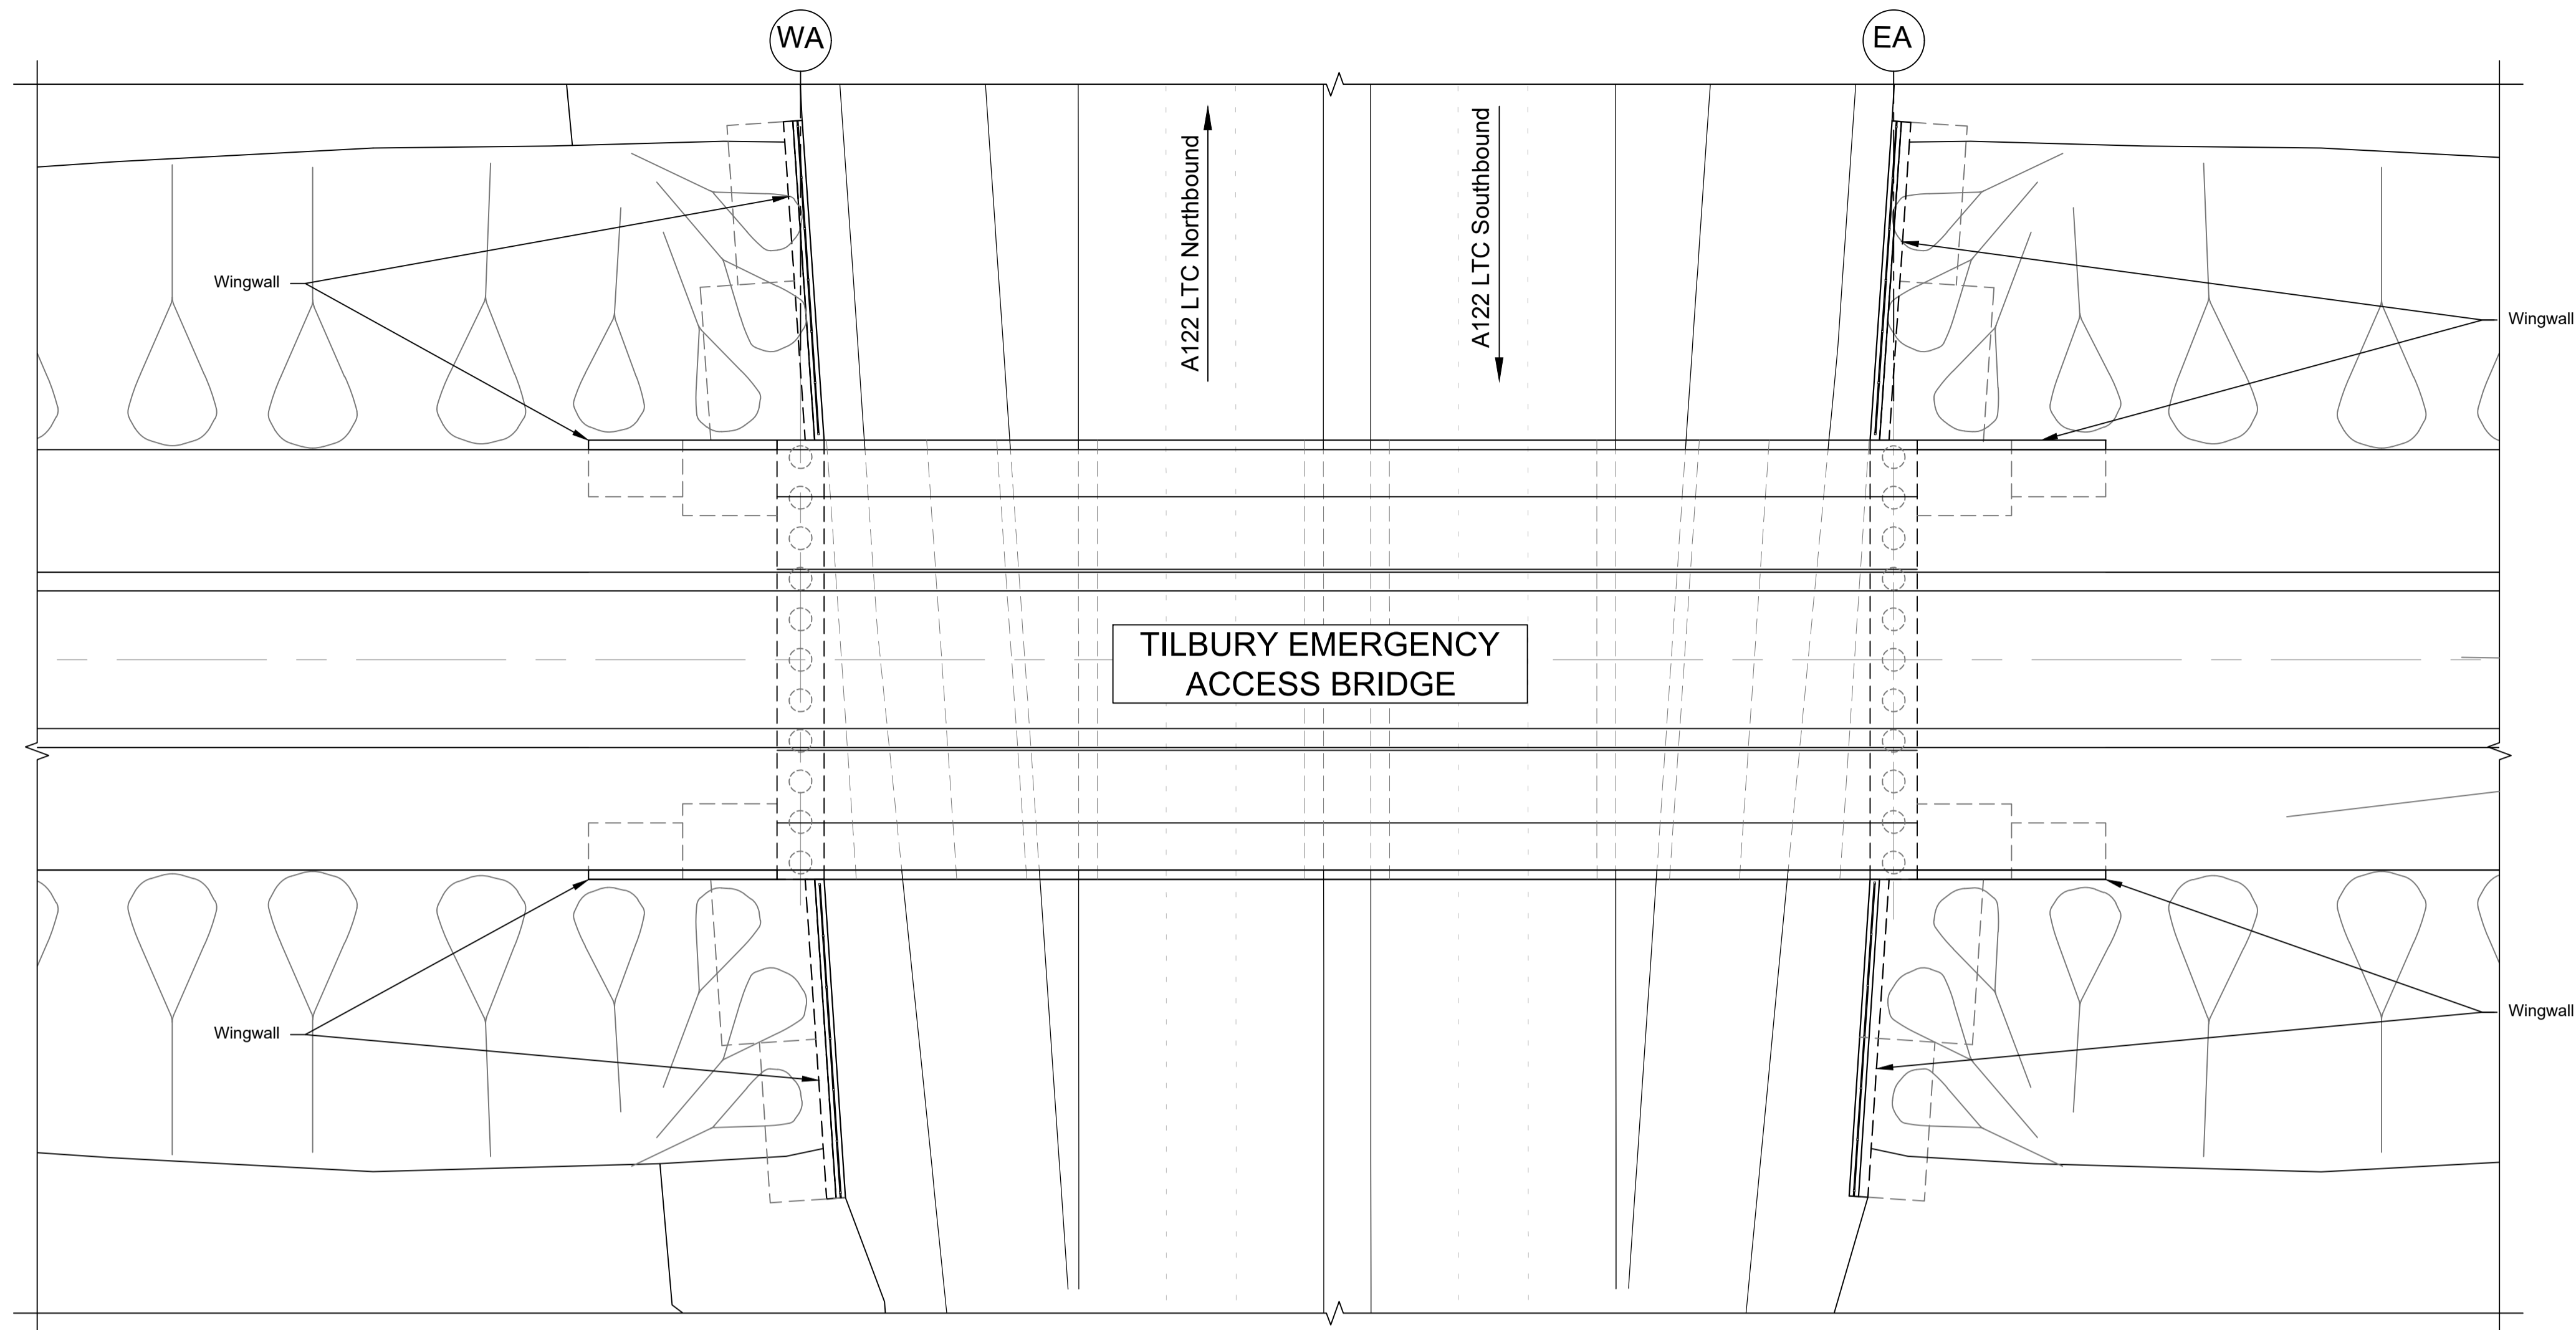 WA
EA
A122 LTC Northbound
A122 LTC Southbound
Wingwall
Wingwall
TILBURY EMERGENCY
ACCESS BRIDGE
Wingwall
Wingwall